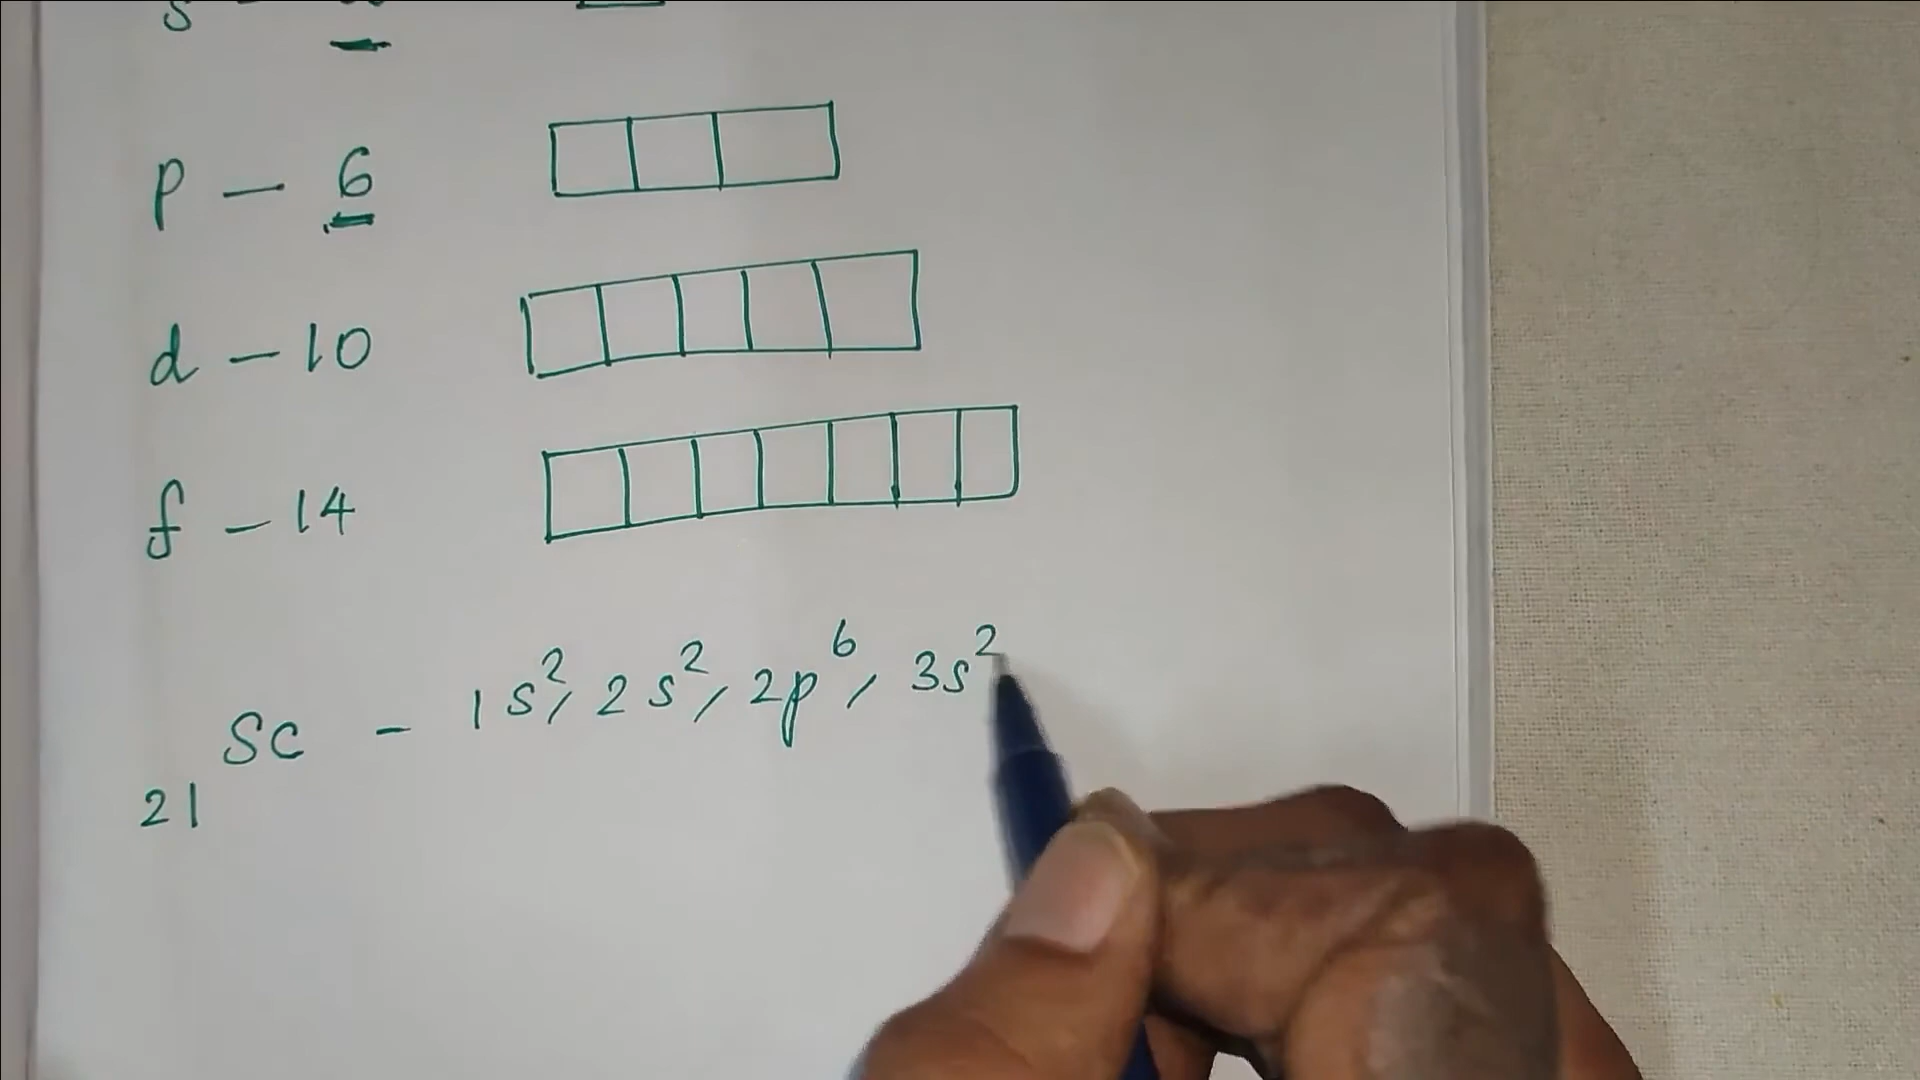 s -
p - 6
d - 10
f - 14
21 Sc - 1s², 2s², 2p⁶, 3s²